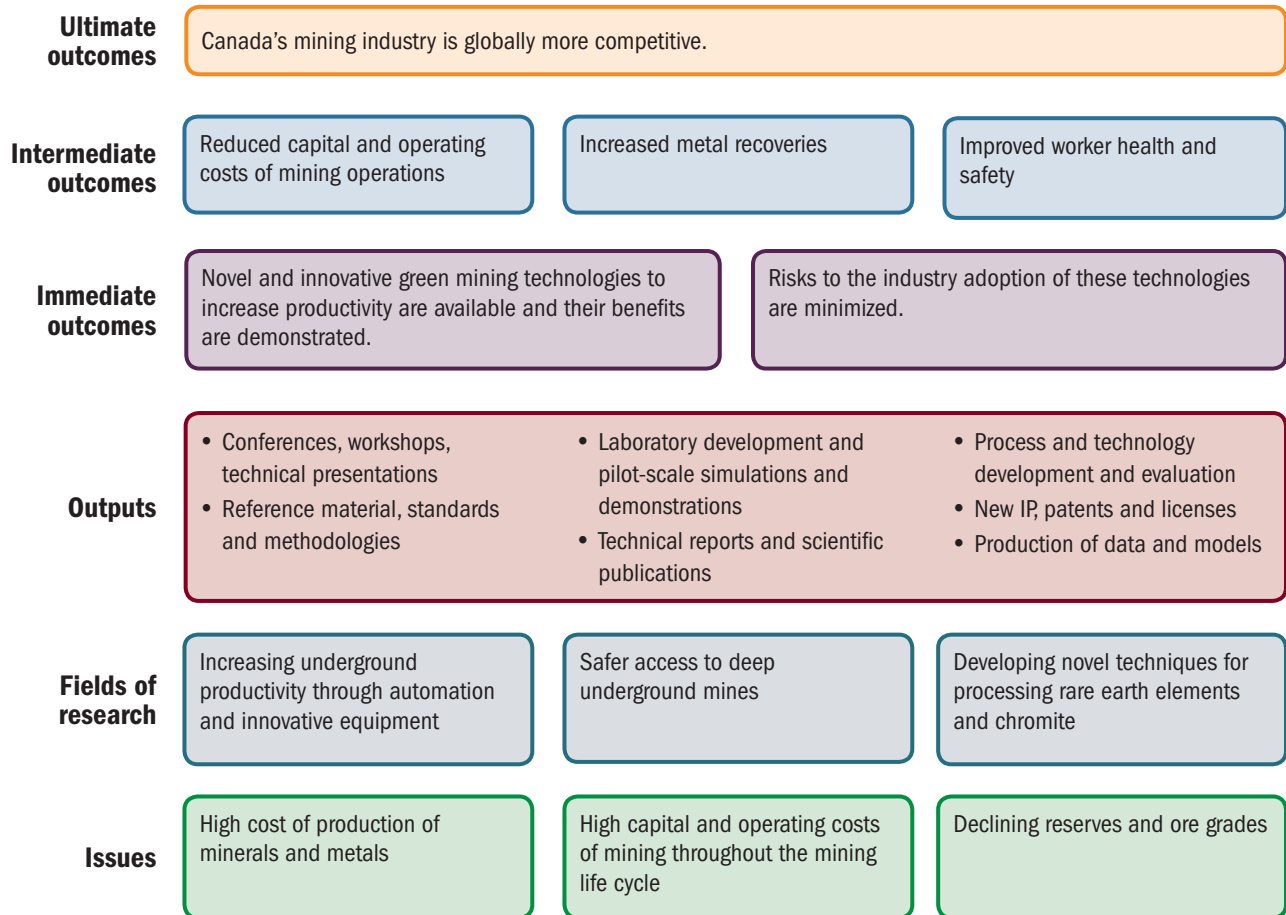 Ultimate
outcomes
Canada’s mining industry is globally more competitive.
Intermediate
outcomes
Reduced capital and operating
costs of mining operations
Increased metal recoveries
Improved worker health and
safety
Immediate
outcomes
Novel and innovative green mining technologies to
increase productivity are available and their benefits
are demonstrated.
Risks to the industry adoption of these technologies
are minimized.
Outputs
• Conferences, workshops,
technical presentations
• Reference material, standards
and methodologies
• Laboratory development and
pilot-scale simulations and
demonstrations
• Technical reports and scientific
publications
• Process and technology
development and evaluation
• New IP, patents and licenses
• Production of data and models
Fields of
research
Increasing underground
productivity through automation
and innovative equipment
Safer access to deep
underground mines
Developing novel techniques for
processing rare earth elements
and chromite
Issues
High cost of production of
minerals and metals
High capital and operating costs
of mining throughout the mining
life cycle
Declining reserves and ore grades